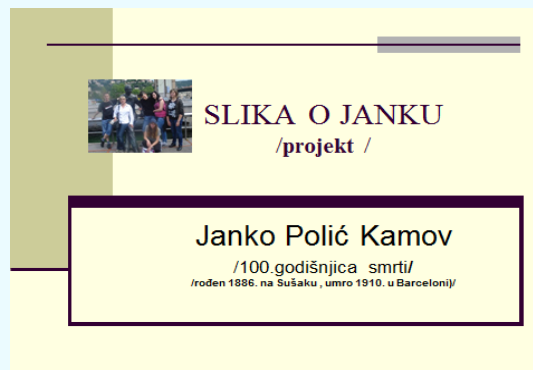 SLIKA O JANKU
/projekt /
Janko Polić Kamov
/100.godišnjica smrti/
/rođen 1886. na Sušaku , umro 1910. u Barceloni)/